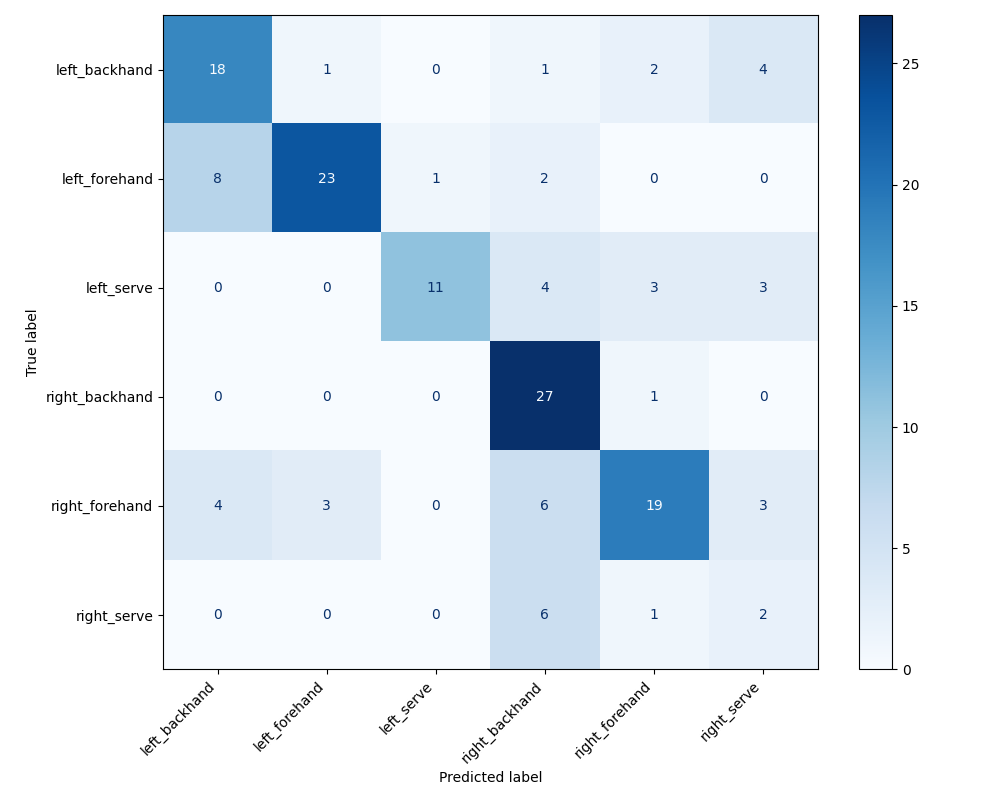 left_backhand 18 1 0 1 2 4
left_forehand 8 23 1 2 0 0
left_serve 0 0 11 4 3 3
right_backhand 0 0 0 27 1 0
right_forehand 4 3 0 6 19 3
right_serve 0 0 0 6 1 2
True label
left_backhand left_forehand left_serve right_backhand right_forehand right_serve
Predicted label
25
20
15
10
5
0